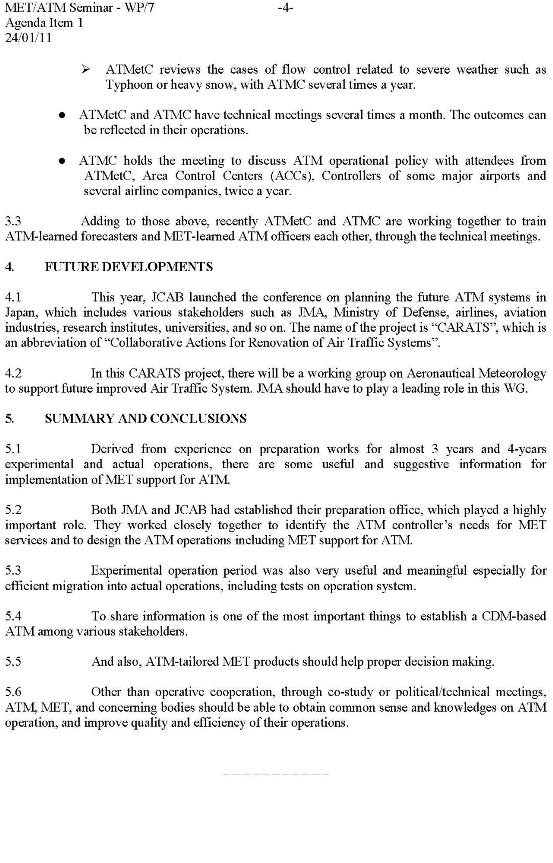 MET/ATM Seminar - WP/7 -4-
Agenda Item 1
24/01/11
➢ ATMetC reviews the cases of flow control related to severe weather such as
Typhoon or heavy snow, with ATMC several times a year.
● ATMetC and ATMC have technical meetings several times a month. The outcomes can
be reflected in their operations.
● ATMC holds the meeting to discuss ATM operational policy with attendees from
ATMetC, Area Control Centers (ACCs), Controllers of some major airports and
several airline companies, twice a year.
3.3 Adding to those above, recently ATMetC and ATMC are working together to train
ATM-learned forecasters and MET-learned ATM officers each other, through the technical meetings.
4. FUTURE DEVELOPMENTS
4.1 This year, JCAB launched the conference on planning the future ATM systems in
Japan, which includes various stakeholders such as JMA, Ministry of Defense, airlines, aviation
industries, research institutes, universities, and so on. The name of the project is “CARATS”, which is
an abbreviation of “Collaborative Actions for Renovation of Air Traffic Systems”.
4.2 In this CARATS project, there will be a working group on Aeronautical Meteorology
to support future improved Air Traffic System. JMA should have to play a leading role in this WG.
5. SUMMARY AND CONCLUSIONS
5.1 Derived from experience on preparation works for almost 3 years and 4-years
experimental and actual operations, there are some useful and suggestive information for
implementation of MET support for ATM.
5.2 Both JMA and JCAB had established their preparation office, which played a highly
important role. They worked closely together to identify the ATM controller’s needs for MET
services and to design the ATM operations including MET support for ATM.
5.3 Experimental operation period was also very useful and meaningful especially for
efficient migration into actual operations, including tests on operation system.
5.4 To share information is one of the most important things to establish a CDM-based
ATM among various stakeholders.
5.5 And also, ATM-tailored MET products should help proper decision making.
5.6 Other than operative cooperation, through co-study or political/technical meetings,
ATM, MET, and concerning bodies should be able to obtain common sense and knowledges on ATM
operation, and improve quality and efficiency of their operations.